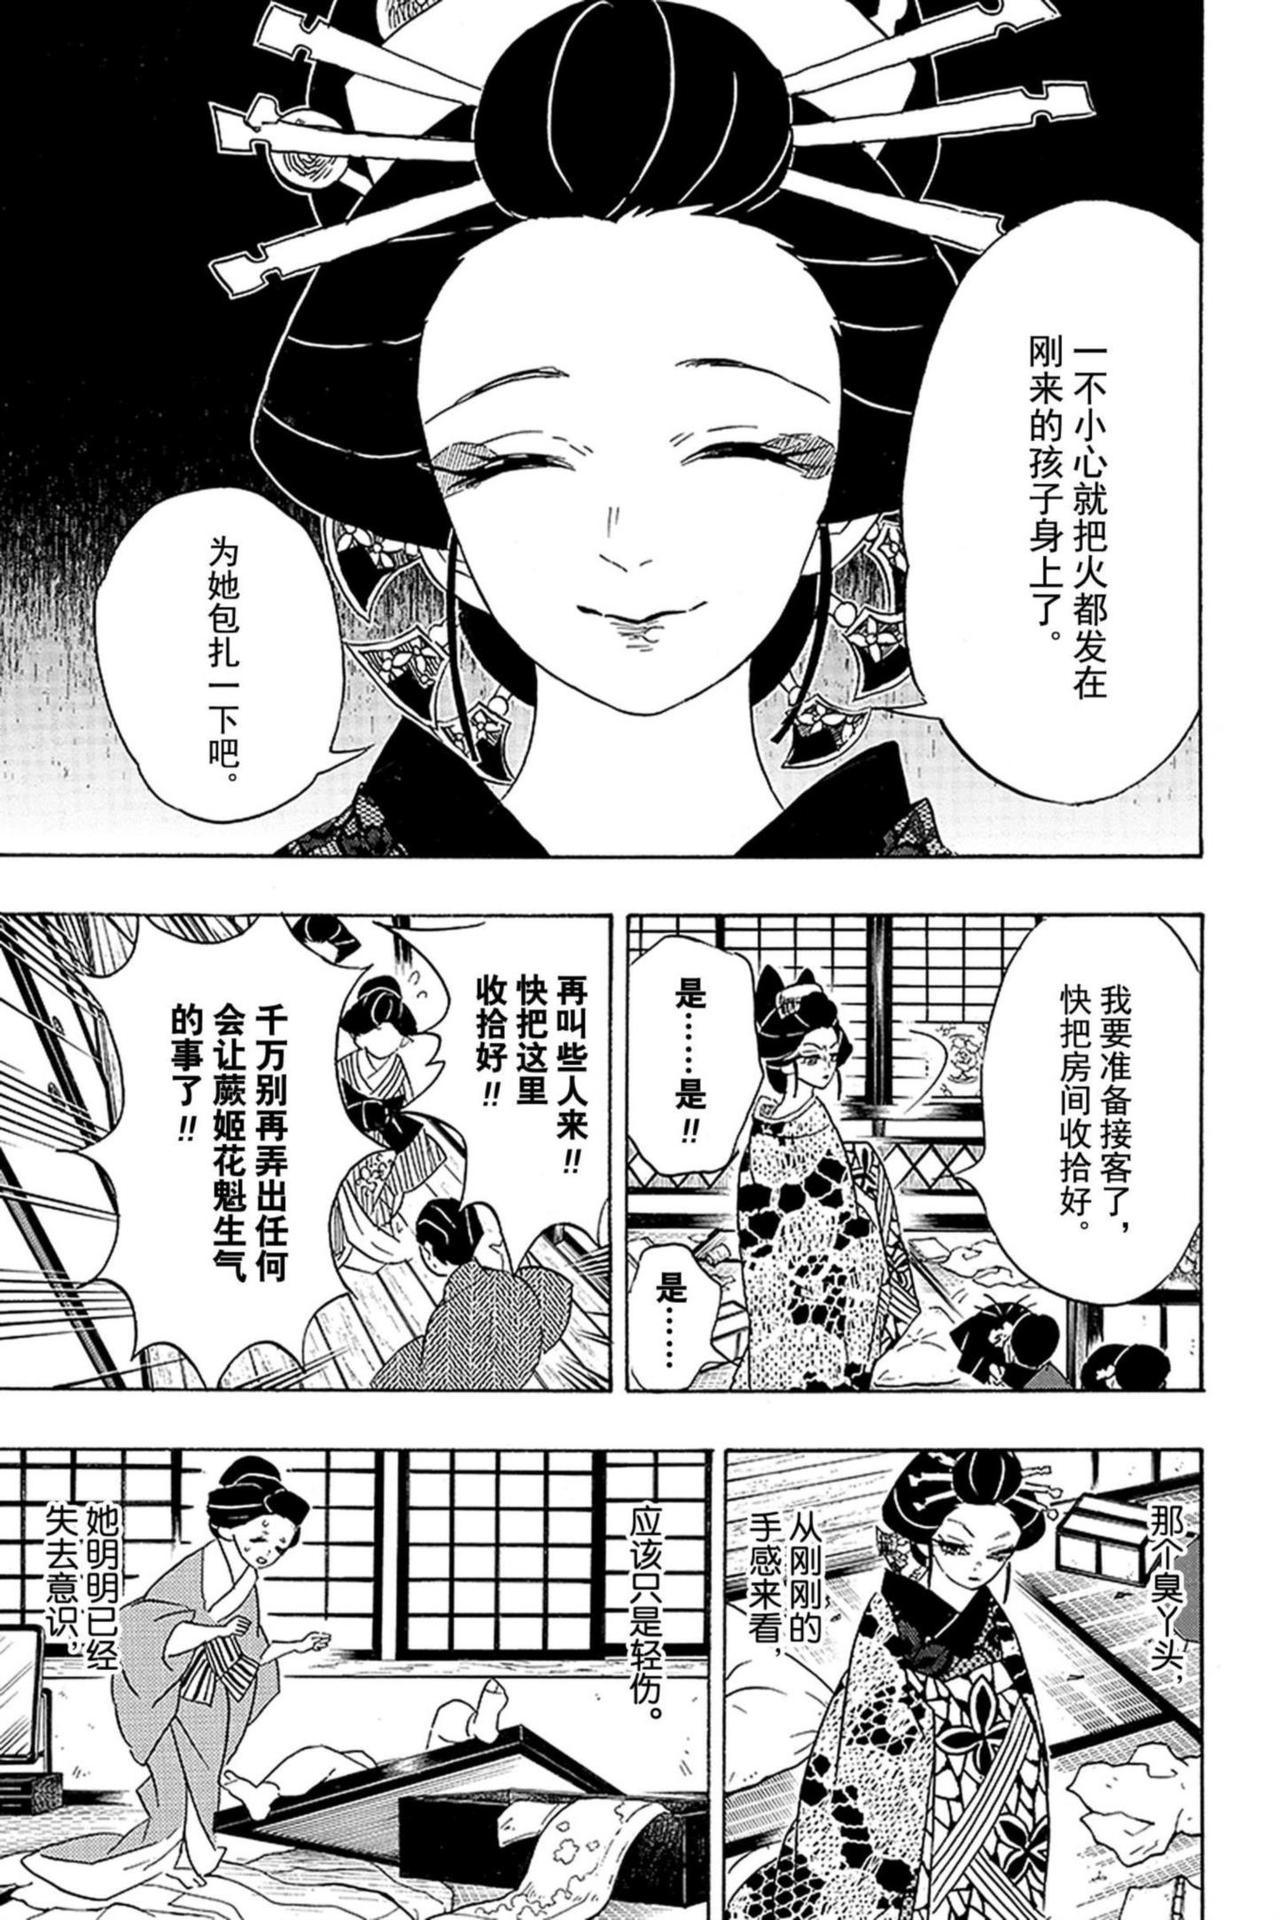 一不小心就把火都发在
刚来的孩子身上了。
为她包扎一下吧。
我要准备接客了，
快把房间收拾好。
是……是!!
是……
再叫些人来!!
快把这里
收拾好!!
千万别再弄出任何
会让蕨姬花魁生气
的事了!!
那个臭丫头，
从刚刚的
手感来看，
应该只是轻伤。
她明明已经
失去意识，